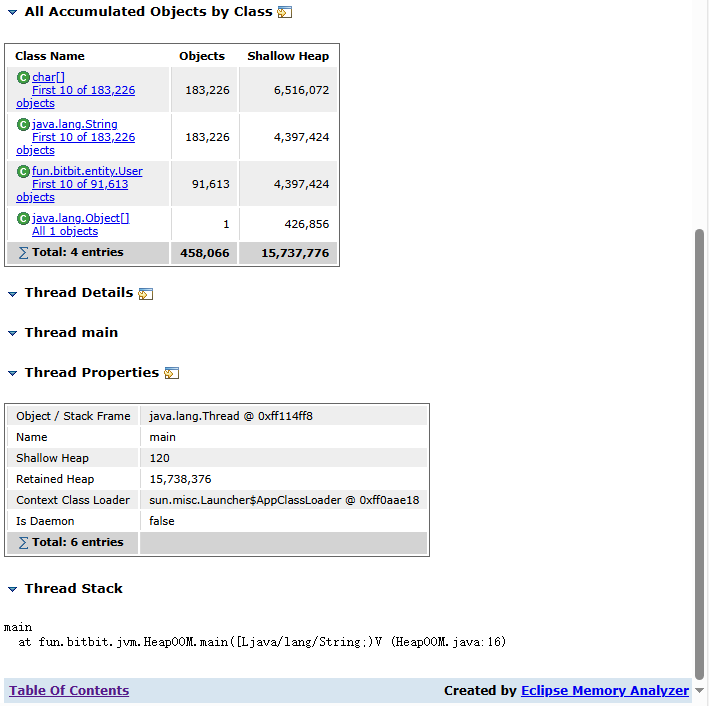 All Accumulated Objects by Class
Class Name Objects Shallow Heap
char[]
First 10 of 183,226
objects
183,226 6,516,072
java.lang.String
First 10 of 183,226
objects
183,226 4,397,424
fun.bitbit.entity.User
First 10 of 91,613
objects
91,613 4,397,424
java.lang.Object[]
All 1 objects
1 426,856
∑ Total: 4 entries 458,066 15,737,776
Thread Details
Thread main
Thread Properties
Object / Stack Frame java.lang.Thread @ 0xff114ff8
Name main
Shallow Heap 120
Retained Heap 15,738,376
Context Class Loader sun.misc.Launcher$AppClassLoader @ 0xff0aae18
Is Daemon false
∑ Total: 6 entries
Thread Stack
main
at fun.bitbit.jvm.HeapOOM.main([Ljava/lang/String;)V (HeapOOM.java:16)
Table Of Contents Created by Eclipse Memory Analyzer